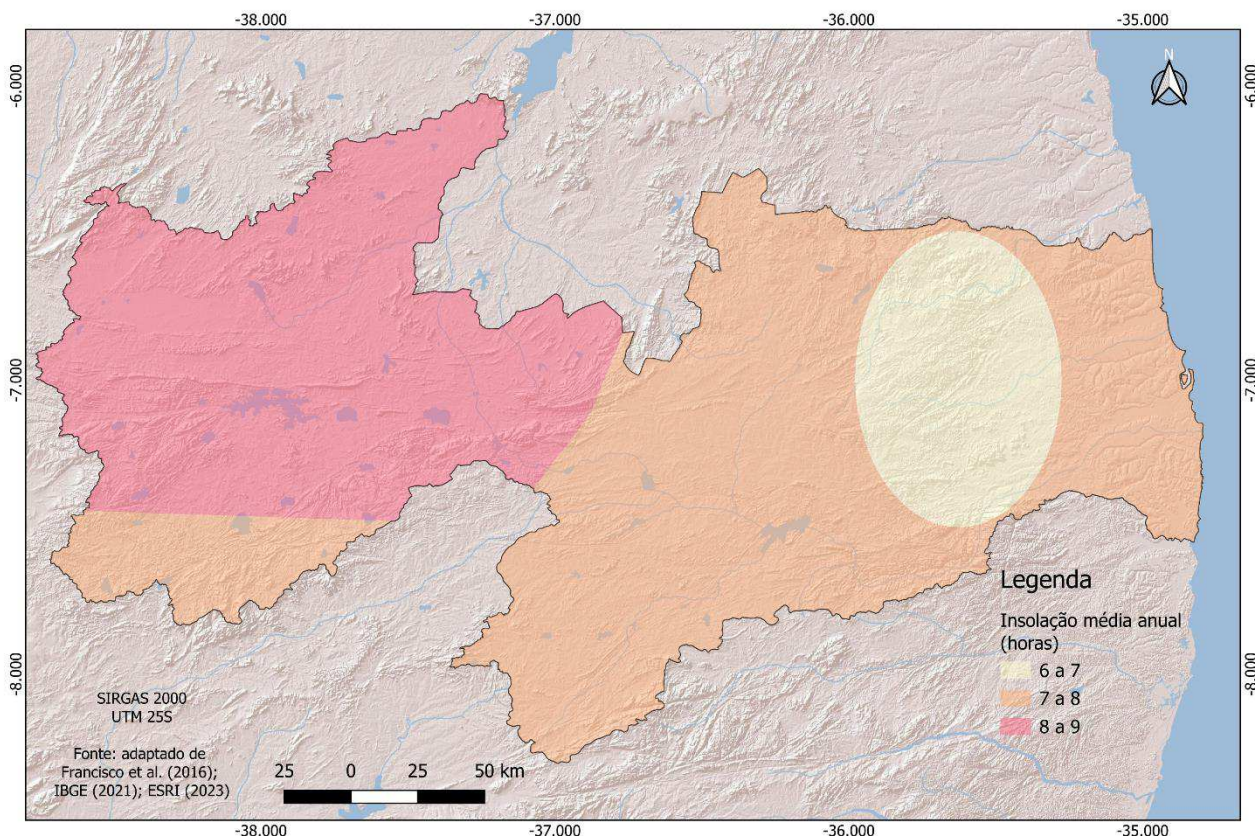 -38.000 -37.000 -36.000 -35.000
-6.000
-6.000
N
-7.000
-7.000
-8.000
-8.000
Legenda
Insolação média anual
(horas)
6 a 7
7 a 8
8 a 9
SIRGAS 2000
UTM 25S
Fonte: adaptado de
Francisco et al. (2016);
IBGE (2021); ESRI (2023)
25 0 25 50 km
-38.000 -37.000 -36.000 -35.000